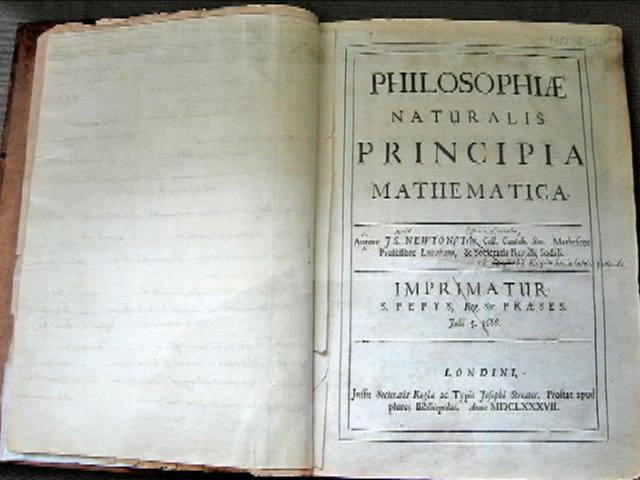 PHILOSOPHIÆ
NATURALIS
PRINCIPIA
MATHEMATICA.
Autore J S. NEWTON, Trin. Coll. Cantab. Soc. Matheseos
Professore Lucasiano, & Societatis Regalis Sodali.
IMPRIMATUR.
S. PEPYS, Reg. Soc. PRÆSES.
Julii 5. 1686.
LONDINI,
Jussu Societatis Regiæ ac Typis Josephi Streater. Prostat apud
plures Bibliopolas. Anno MDCLXXXVII.